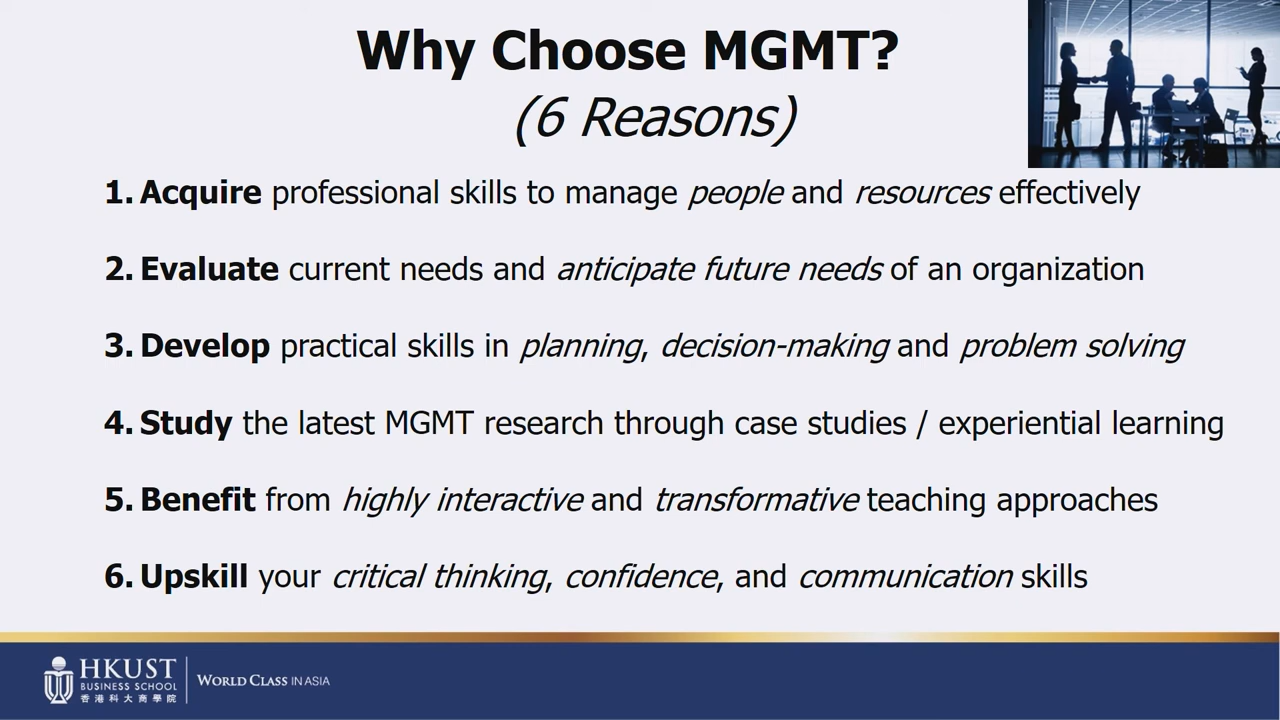 Why Choose MGMT?
(6 Reasons)
1. Acquire professional skills to manage people and resources effectively
2. Evaluate current needs and anticipate future needs of an organization
3. Develop practical skills in planning, decision-making and problem solving
4. Study the latest MGMT research through case studies / experiential learning
5. Benefit from highly interactive and transformative teaching approaches
6. Upskill your critical thinking, confidence, and communication skills
HKUST
BUSINESS SCHOOL
香港科大商學院
WORLD CLASS IN ASIA